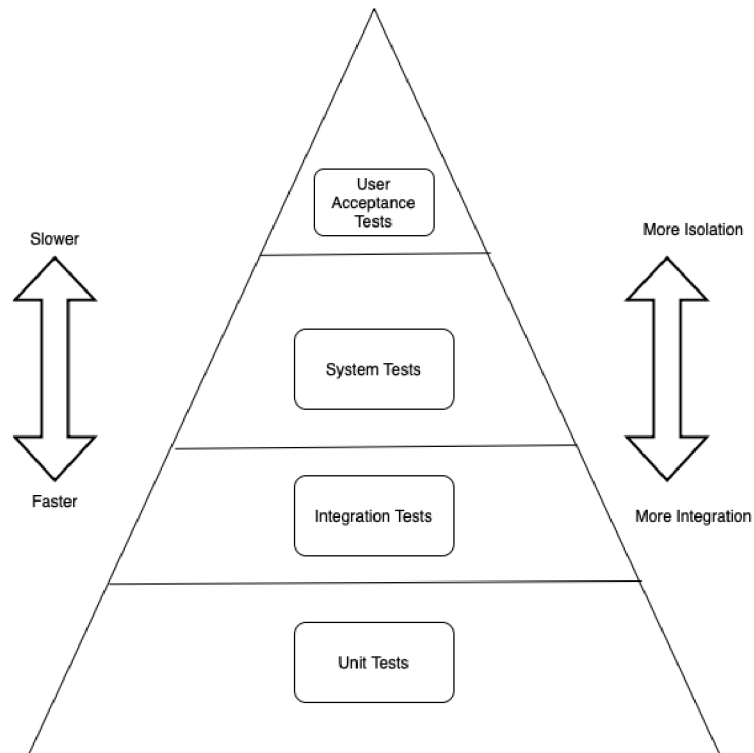 User
Acceptance
Tests
Slower
More Isolation
System Tests
Faster
Integration Tests
More Integration
Unit Tests